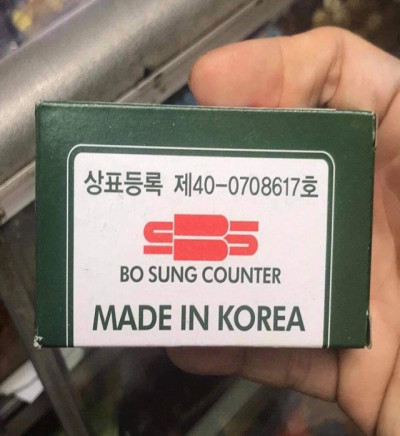 상표등록 제40-0708617호
SBS
BO SUNG COUNTER
MADE IN KOREA